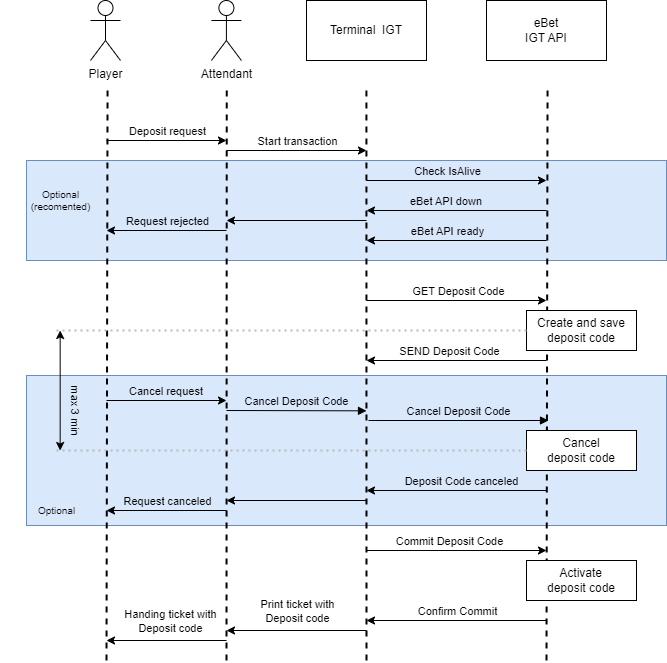 Player
Attendant
Terminal IGT
eBet
IGT API
Deposit request
Start transaction
Optional
(recomented)
Check IsAlive
eBet API down
Request rejected
eBet API ready
GET Deposit Code
Create and save
deposit code
SEND Deposit Code
max 3 min
Cancel request
Cancel Deposit Code
Cancel Deposit Code
Cancel
deposit code
Deposit Code canceled
Request canceled
Optional
Commit Deposit Code
Activate
deposit code
Confirm Commit
Print ticket with
Deposit code
Handing ticket with
Deposit code